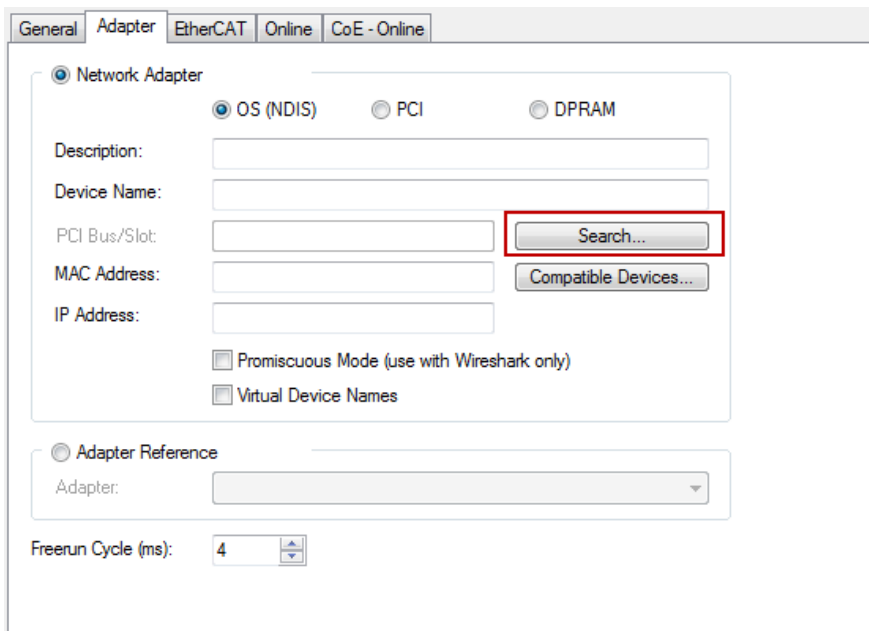 General Adapter EtherCAT Online CoE - Online
Network Adapter
OS (NDIS) PCI DPRAM
Description:
Device Name:
PCI Bus/Slot: Search...
MAC Address: Compatible Devices...
IP Address:
Promiscuous Mode (use with Wireshark only)
Virtual Device Names
Adapter Reference
Adapter:
Freerun Cycle (ms): 4